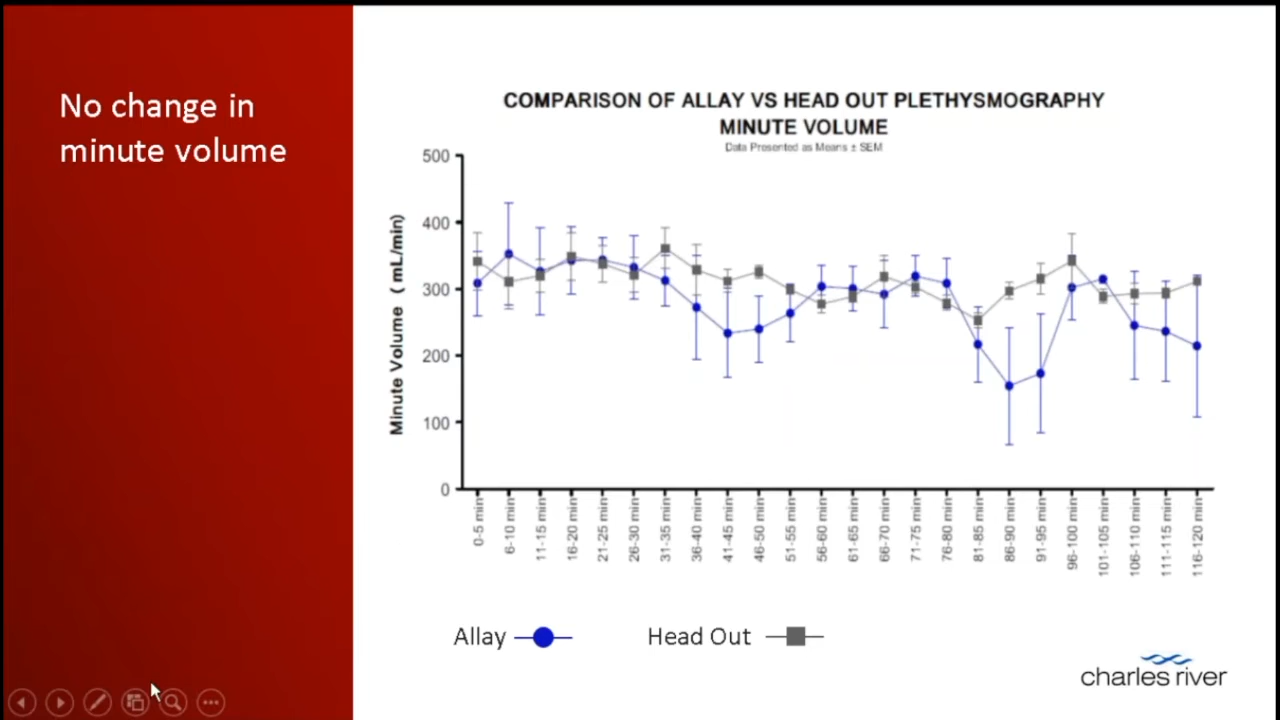 No change in
minute volume
COMPARISON OF ALLAY VS HEAD OUT PLETHYSMOGRAPHY
MINUTE VOLUME
Data Presented as Means ± SEM
Minute Volume ( mL/min)
500
400
300
200
100
0
0-5 min
6-10 min
11-15 min
16-20 min
21-25 min
26-30 min
31-35 min
36-40 min
41-45 min
46-50 min
51-55 min
56-60 min
61-65 min
66-70 min
71-75 min
76-80 min
81-85 min
86-90 min
91-95 min
96-100 min
101-105 min
106-110 min
111-115 min
116-120 min
Allay
Head Out
charles river